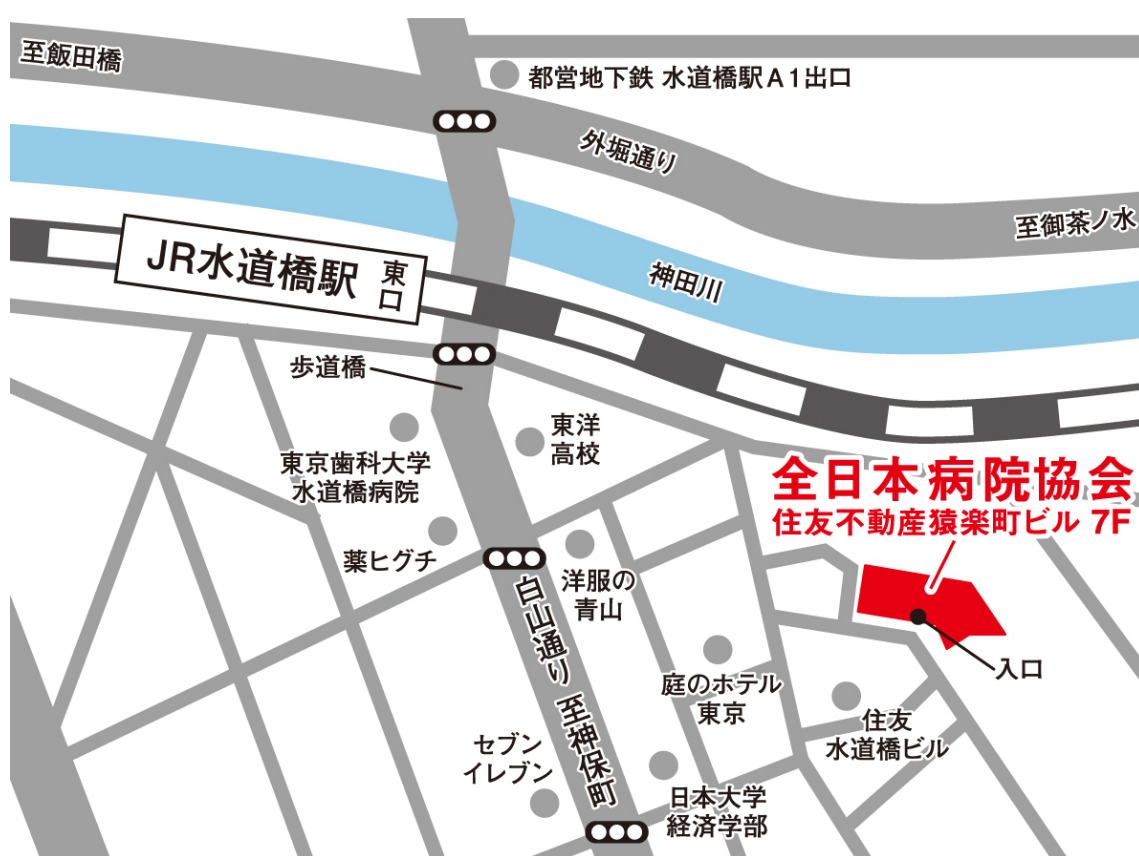 至飯田橋
都営地下鉄 水道橋駅A1出口
外堀通り
至御茶ノ水
JR水道橋駅 東口
神田川
歩道橋
東洋
高校
東京歯科大学
水道橋病院
全日本病院協会
住友不動産猿楽町ビル 7F
薬ヒグチ
洋服の
青山
白山通り 至神保町
入口
庭のホテル
東京
住友
水道橋ビル
セブン
イレブン
日本大学
経済学部